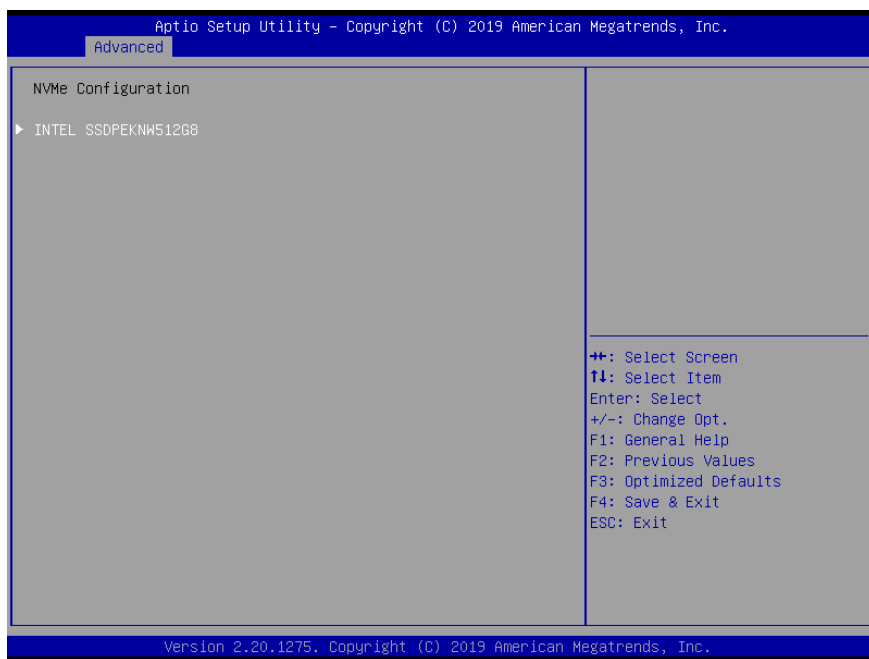 Aptio Setup Utility – Copyright (C) 2019 American Megatrends, Inc.
Advanced
NVMe Configuration
▶ INTEL SSDPEKNW512G8
→←: Select Screen
↑↓: Select Item
Enter: Select
+/-: Change Opt.
F1: General Help
F2: Previous Values
F3: Optimized Defaults
F4: Save & Exit
ESC: Exit
Version 2.20.1275. Copyright (C) 2019 American Megatrends, Inc.